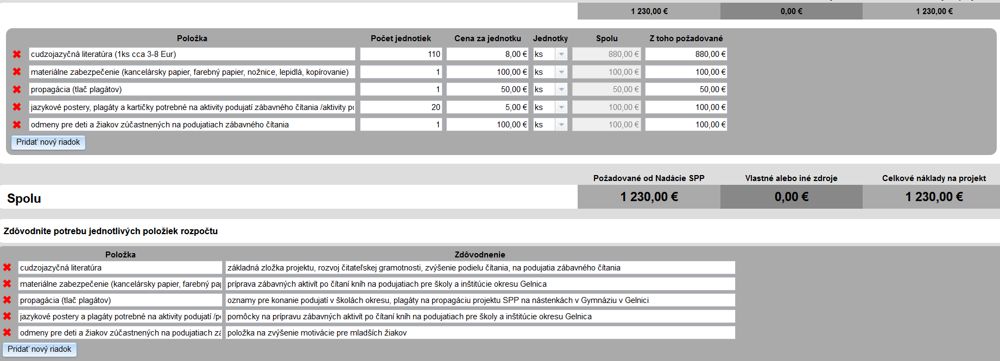 1 230,00 € 0,00 € 1 230,00 €
Položka Počet jednotiek Cena za jednotku Jednotky Spolu Z toho požadované
cudzojazyčná literatúra (1ks cca 3-8 Eur) 110 8,00 € ks 880,00 € 880,00 €
materiálne zabezpečenie (kancelársky papier, farebný papier, nožnice, lepidlá, kopírovanie) 1 100,00 € ks 100,00 € 100,00 €
propagácia (tlač plagátov) 1 50,00 € ks 50,00 € 50,00 €
jazykové postery, plagáty a kartičky potrebné na aktivity podujatí zábavného čítania /aktivity 20 5,00 € ks 100,00 € 100,00 €
odmeny pre deti a žiakov zúčastnených na podujatiach zábavného čítania 1 100,00 € ks 100,00 € 100,00 €
Pridať nový riadok
Požadované od Nadácie SPP Vlastné alebo iné zdroje Celkové náklady na projekt
Spolu 1 230,00 € 0,00 € 1 230,00 €
Zdôvodnite potrebu jednotlivých položiek rozpočtu
Položka Zdôvodnenie
cudzojazyčná literatúra základná zložka projektu, rozvoj čitateľskej gramotnosti, zvýšenie podielu čítania, na podujatia zábavného čítania
materiálne zabezpečenie (kancelársky papier, farebný príprava zábavných aktivít po čítaní kníh na podujatiach pre školy a inštitúcie okresu Gelnica
propagácia (tlač plagátov) oznamy pre konanie podujatí v školách okresu, plagáty na propagáciu projektu SPP na nástenkách v Gymnáziu v Gelnici
jazykové postery a plagáty potrebné na aktivity podujatí pomôcky na prípravu zábavných aktivít po čítaní kníh na podujatiach pre školy a inštitúcie okresu Gelnica
odmeny pre deti a žiakov zúčastnených na podujatiach položka na zvýšenie motivácie pre mladších žiakov
Pridať nový riadok